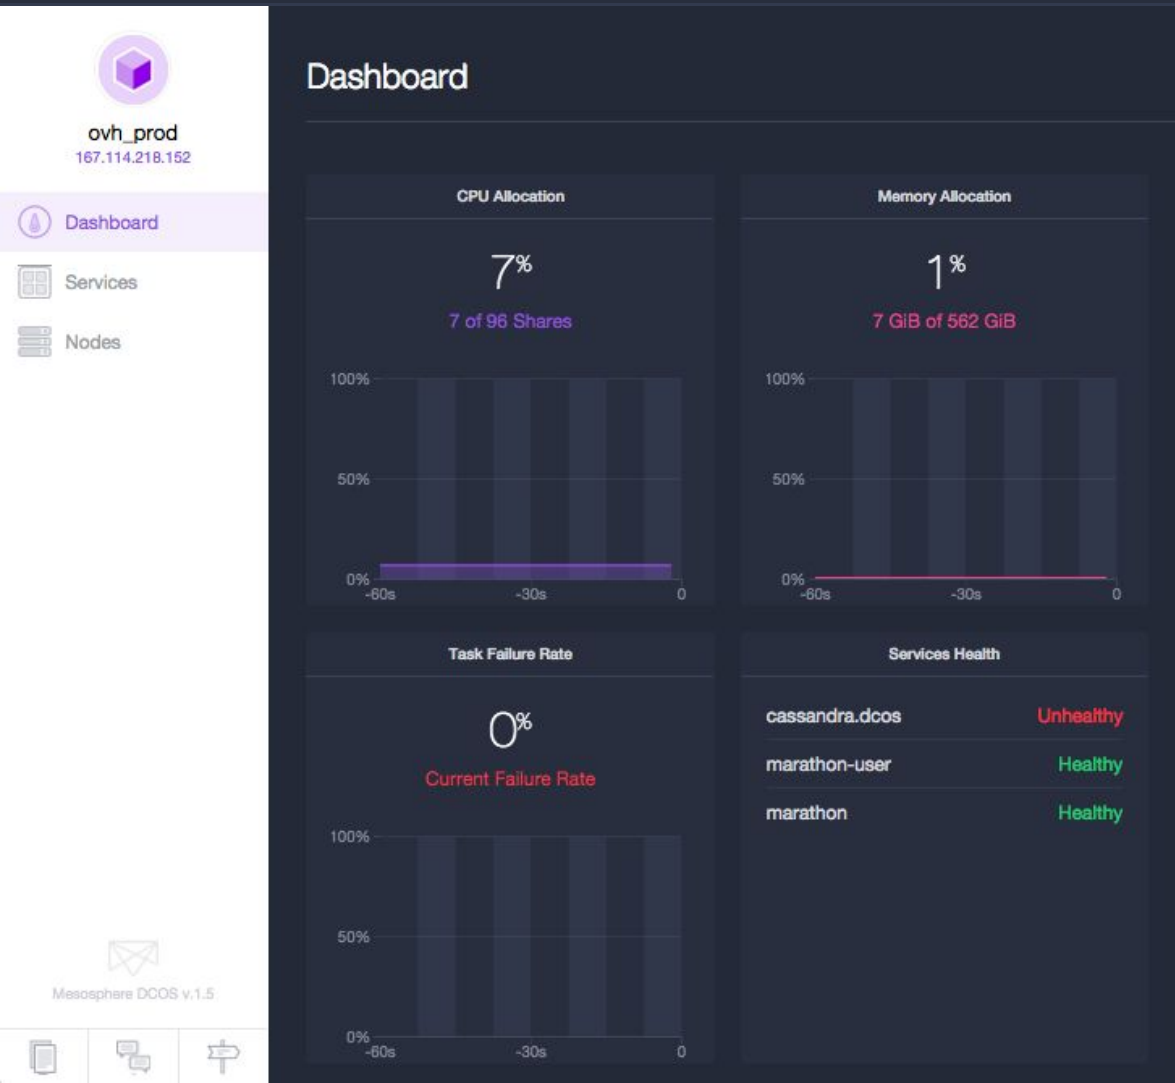 ovh_prod
167.114.218.152
Dashboard
Services
Nodes
Mesosphere DCOS v.1.5
Dashboard
CPU Allocation
7%
7 of 96 Shares
100%
50%
0%
-60s -30s 0
Memory Allocation
1%
7 GiB of 562 GiB
100%
50%
0%
-60s -30s 0
Task Failure Rate
0%
Current Failure Rate
100%
50%
0%
-60s -30s 0
Services Health
cassandra.dcos Unhealthy
marathon-user Healthy
marathon Healthy